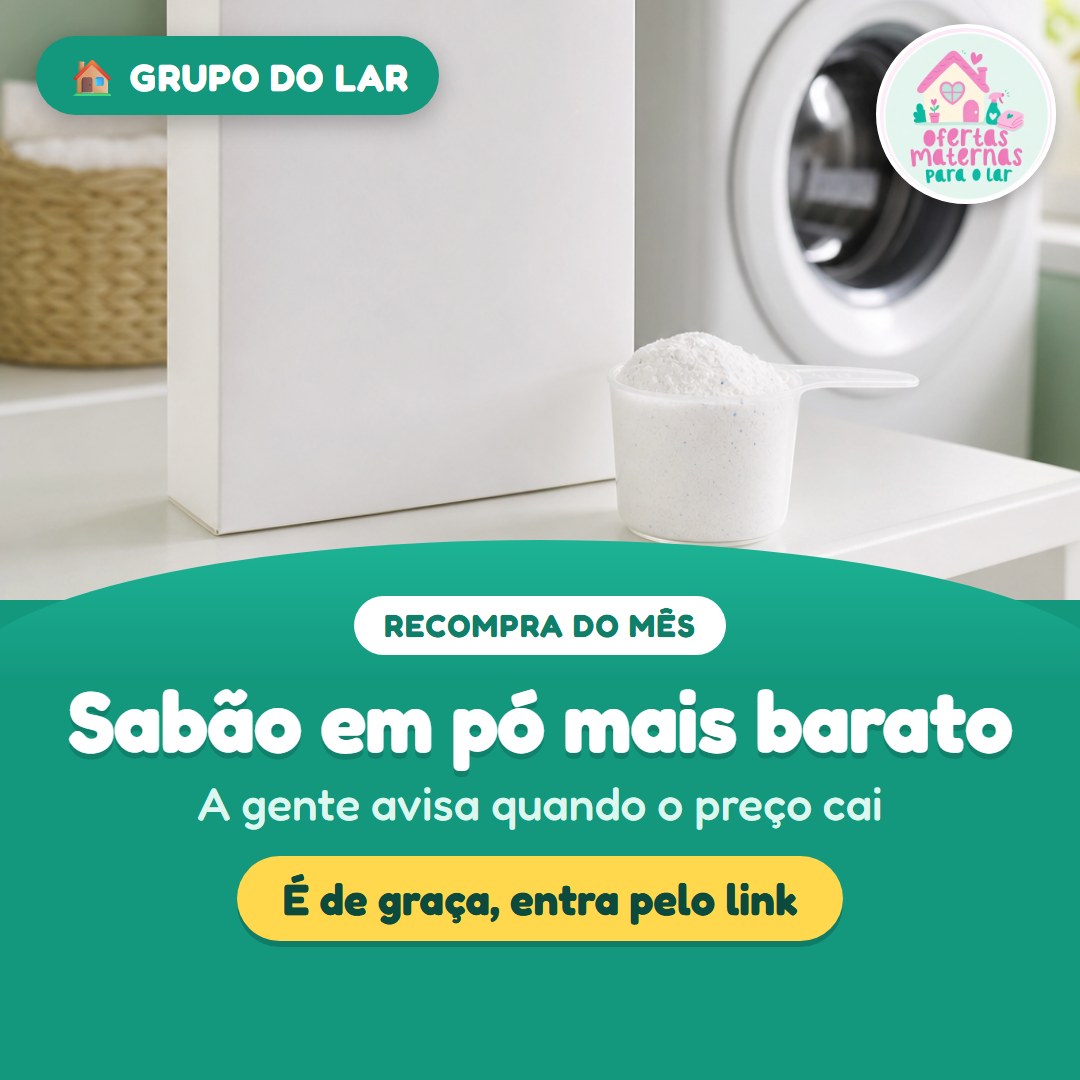 GRUPO DO LAR
ofertas
maternas
para o lar
RECOMPRA DO MÊS
Sabão em pó mais barato
A gente avisa quando o preço cai
É de graça, entra pelo link